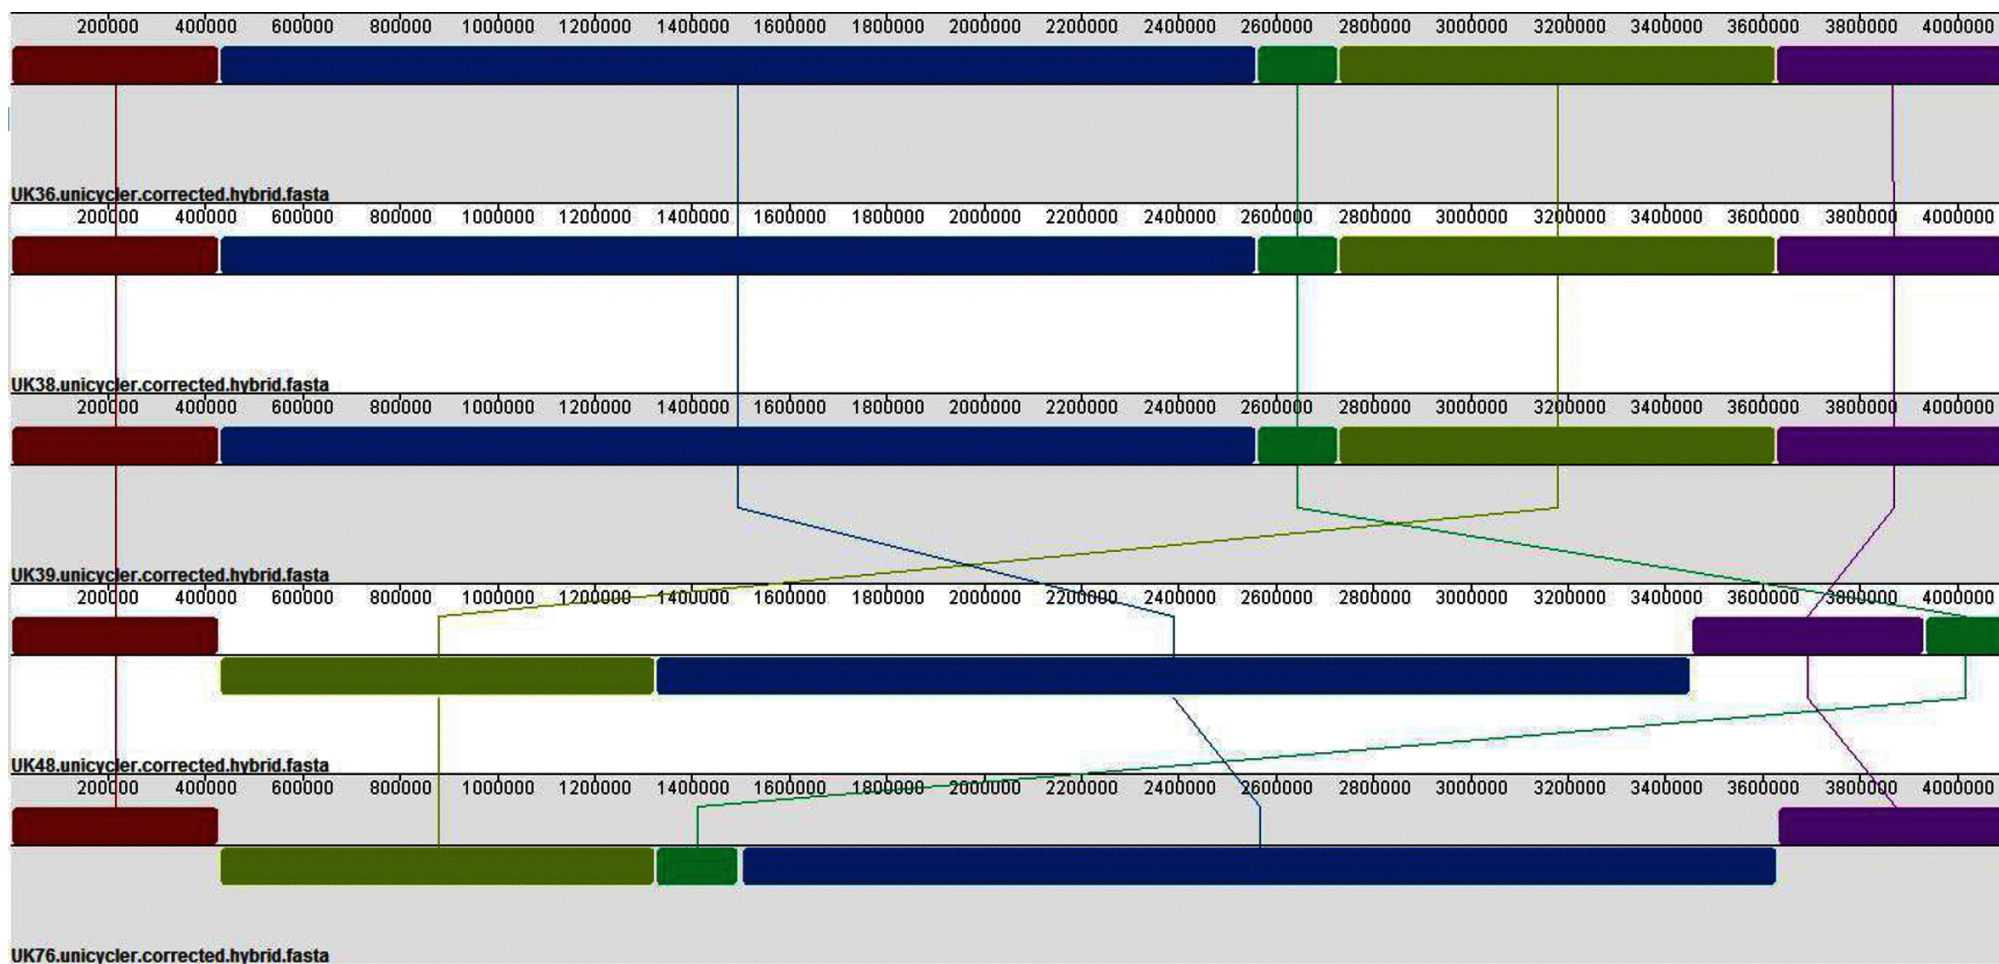 200000 400000 600000 800000 1000000 1200000 1400000 1600000 1800000 2000000 2200000 2400000 2600000 2800000 3000000 3200000 3400000 3600000 3800000 4000000
UK36.unicycler.corrected.hybrid.fasta
200000 400000 600000 800000 1000000 1200000 1400000 1600000 1800000 2000000 2200000 2400000 2600000 2800000 3000000 3200000 3400000 3600000 3800000 4000000
UK38.unicycler.corrected.hybrid.fasta
200000 400000 600000 800000 1000000 1200000 1400000 1600000 1800000 2000000 2200000 2400000 2600000 2800000 3000000 3200000 3400000 3600000 3800000 4000000
UK39.unicycler.corrected.hybrid.fasta
200000 400000 600000 800000 1000000 1200000 1400000 1600000 1800000 2000000 2200000 2400000 2600000 2800000 3000000 3200000 3400000 3600000 3800000 4000000
UK48.unicycler.corrected.hybrid.fasta
200000 400000 600000 800000 1000000 1200000 1400000 1600000 1800000 2000000 2200000 2400000 2600000 2800000 3000000 3200000 3400000 3600000 3800000 4000000
UK76.unicycler.corrected.hybrid.fasta